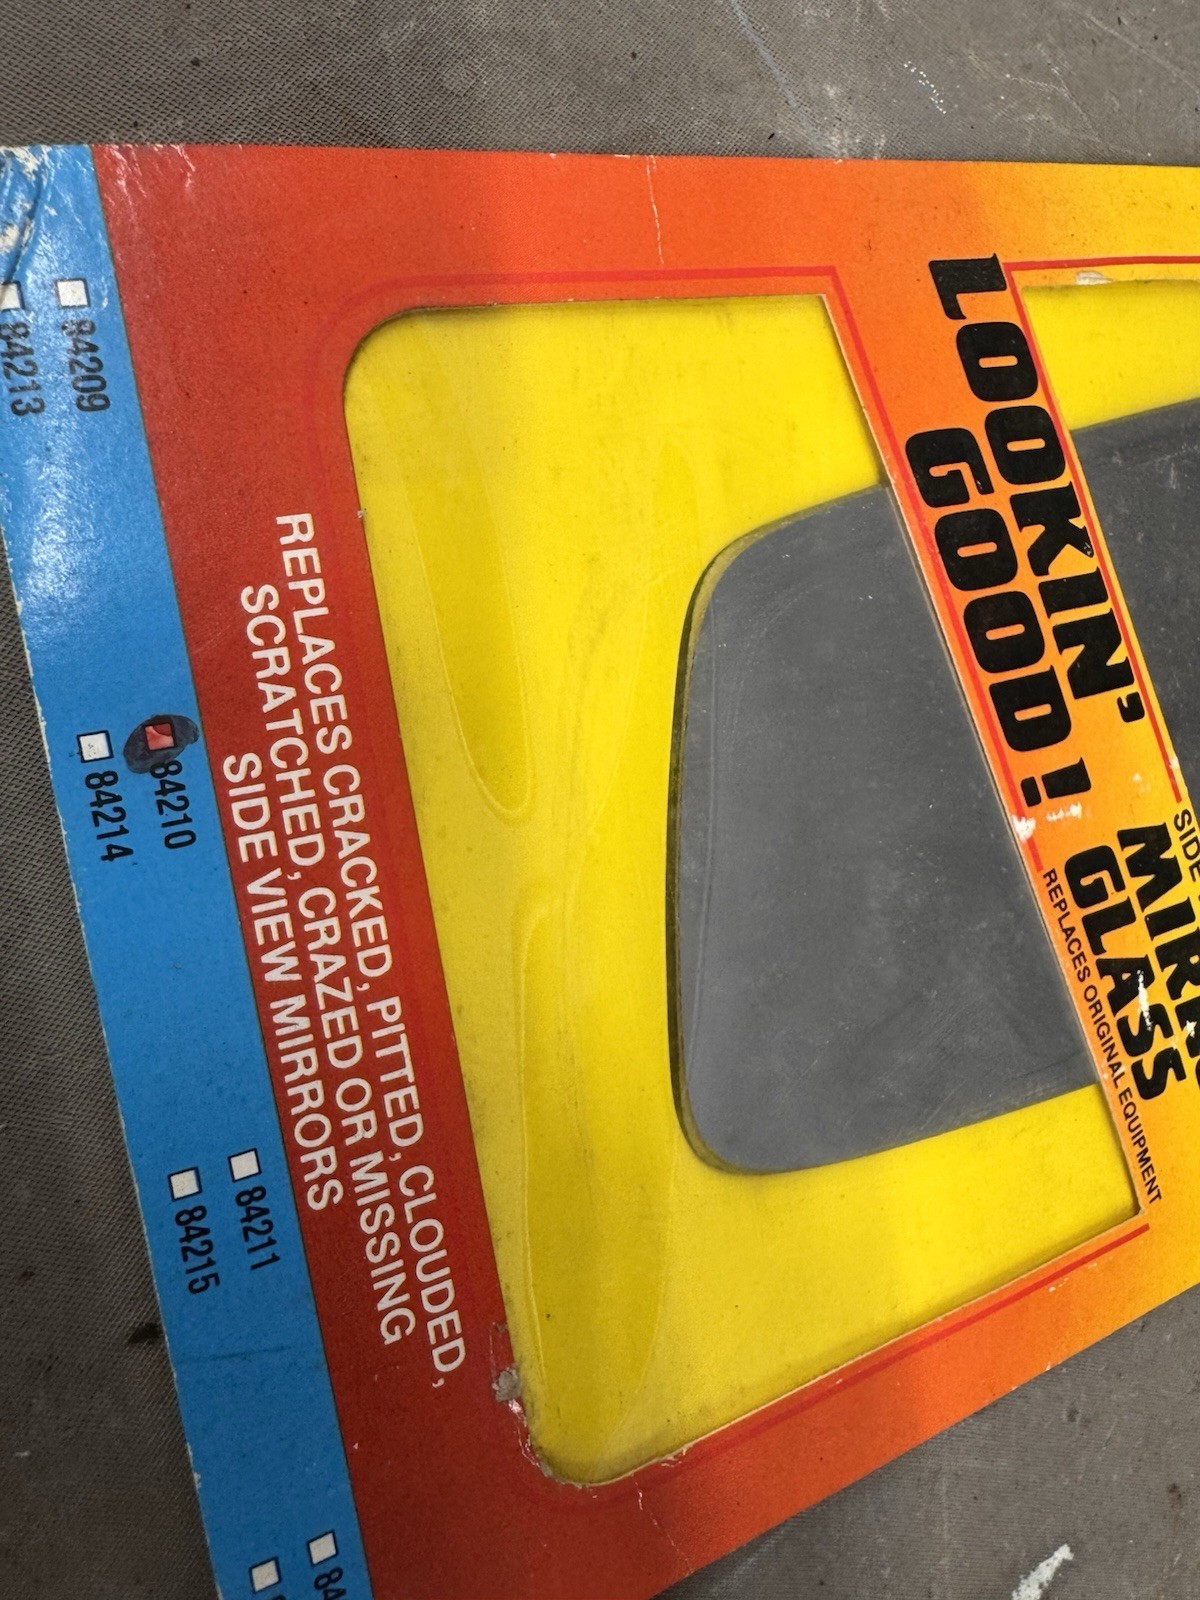 LOOKIN'
GOOD!
SIDE
GLASS
REPLACES ORIGINAL EQUIPMENT
REPLACES CRACKED, PITTED, CLOUDED,
SCRATCHED, CRAZED OR MISSING
SIDE VIEW MIRRORS
84209
84210
84211
84213
84214
84215